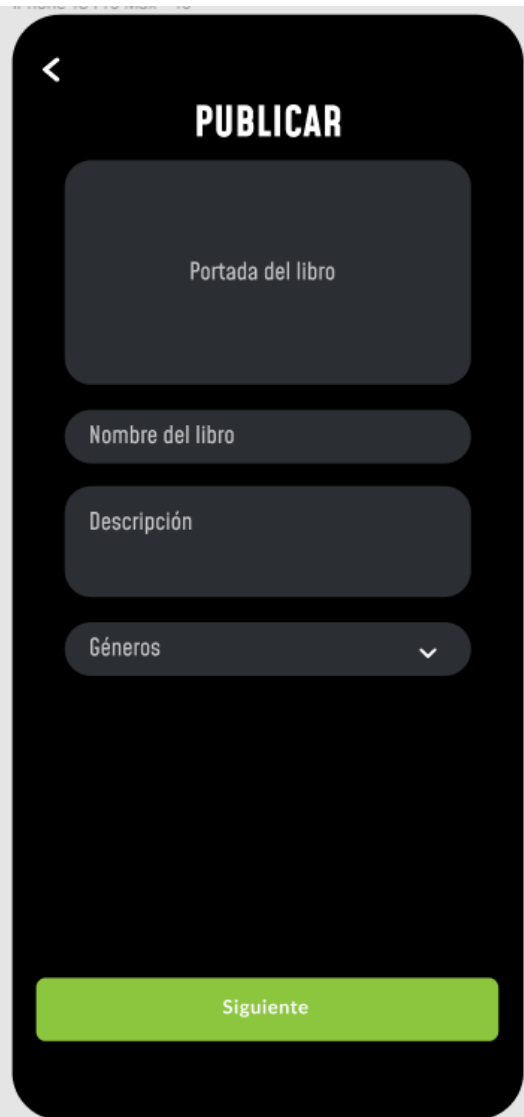 PUBLICAR
Portada del libro
Nombre del libro
Descripción
Géneros
Siguiente